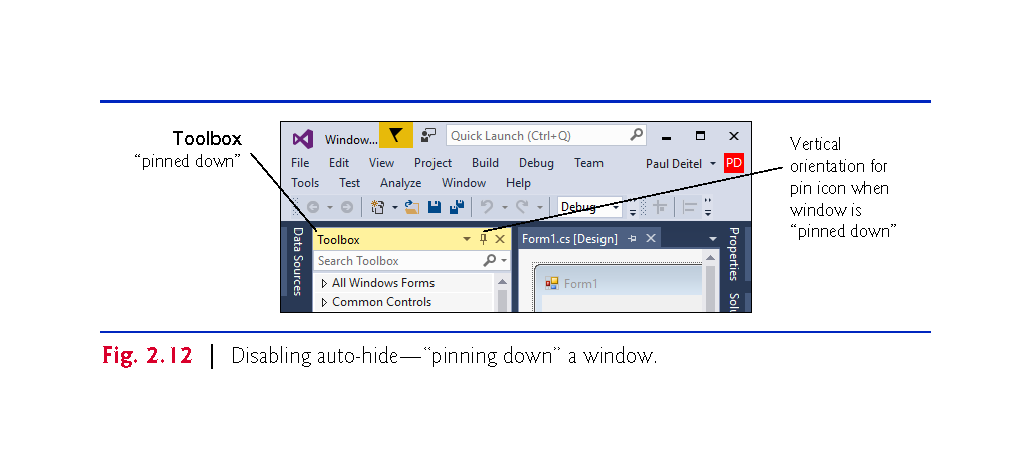 Toolbox
“pinned down”
Window...
Quick Launch (Ctrl+Q)
File Edit View Project Build Debug Team Paul Deitel PD
Tools Test Analyze Window Help
Debug
Data Sources
Toolbox
Search Toolbox
All Windows Forms
Common Controls
Form1.cs [Design]
Form1
Properties
Solu
Vertical
orientation for
pin icon when
window is
“pinned down”
Fig. 2.12 | Disabling auto-hide—“pinning down” a window.